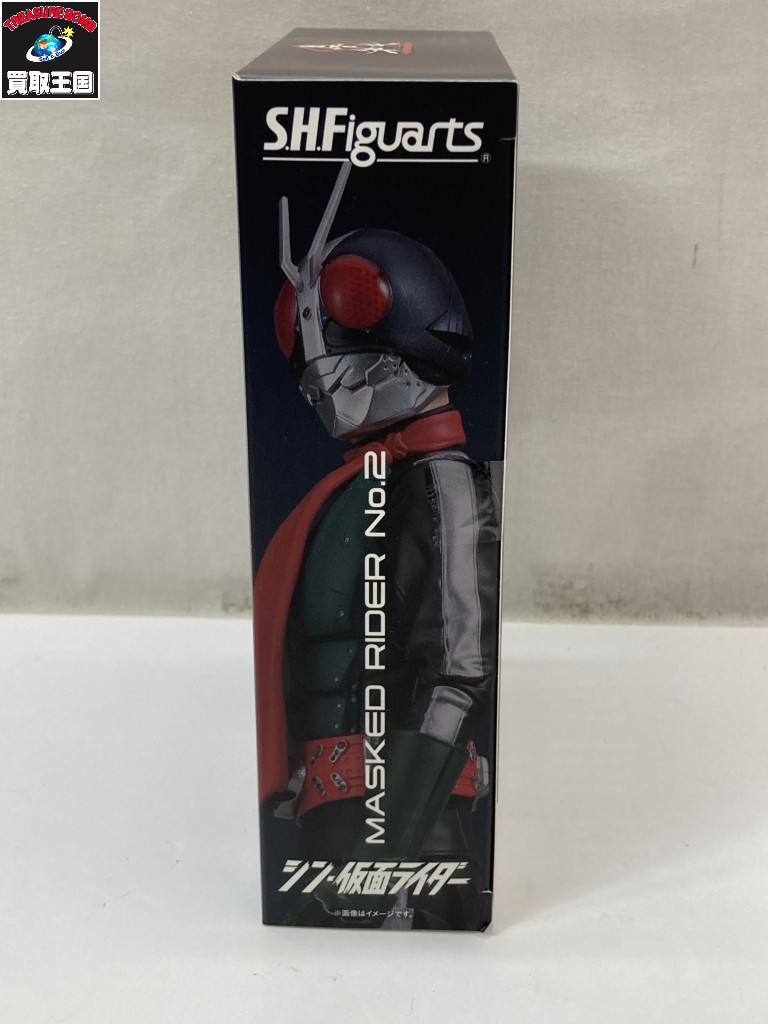 TREASURE BOMB
買取王国
S.H.Figuarts
®
MASKED RIDER No.2
シン・仮面ライダー
※画像はイメージです。